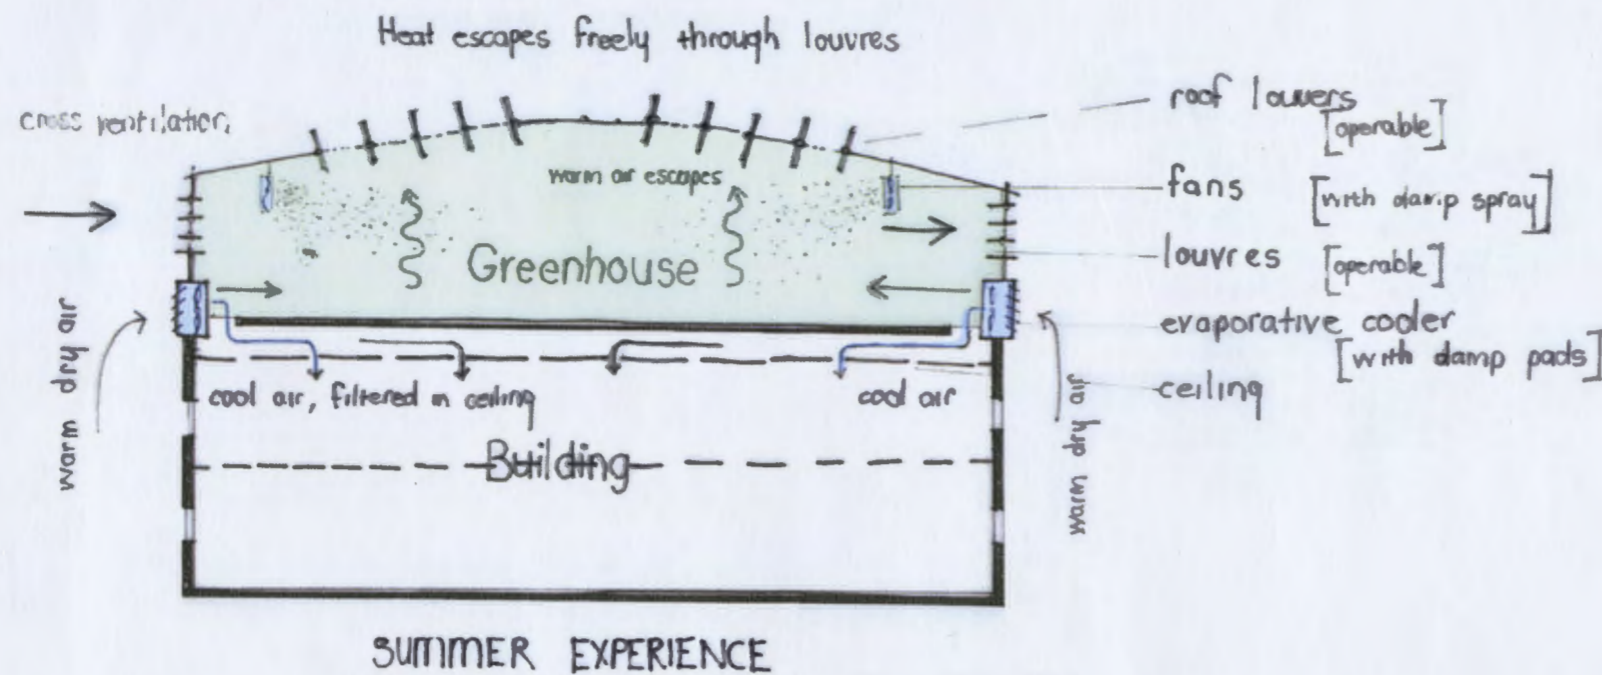 Heat escapes freely through louvres
cross ventilation
roof louvers
[operable]
warm air escapes
fans
[with damp spray]
louvres
[operable]
Greenhouse
warm dry air
evaporative cooler
[with damp pads]
cool air, filtered in ceiling
cool air
ceiling
warm dry air
Building
SUMMER EXPERIENCE